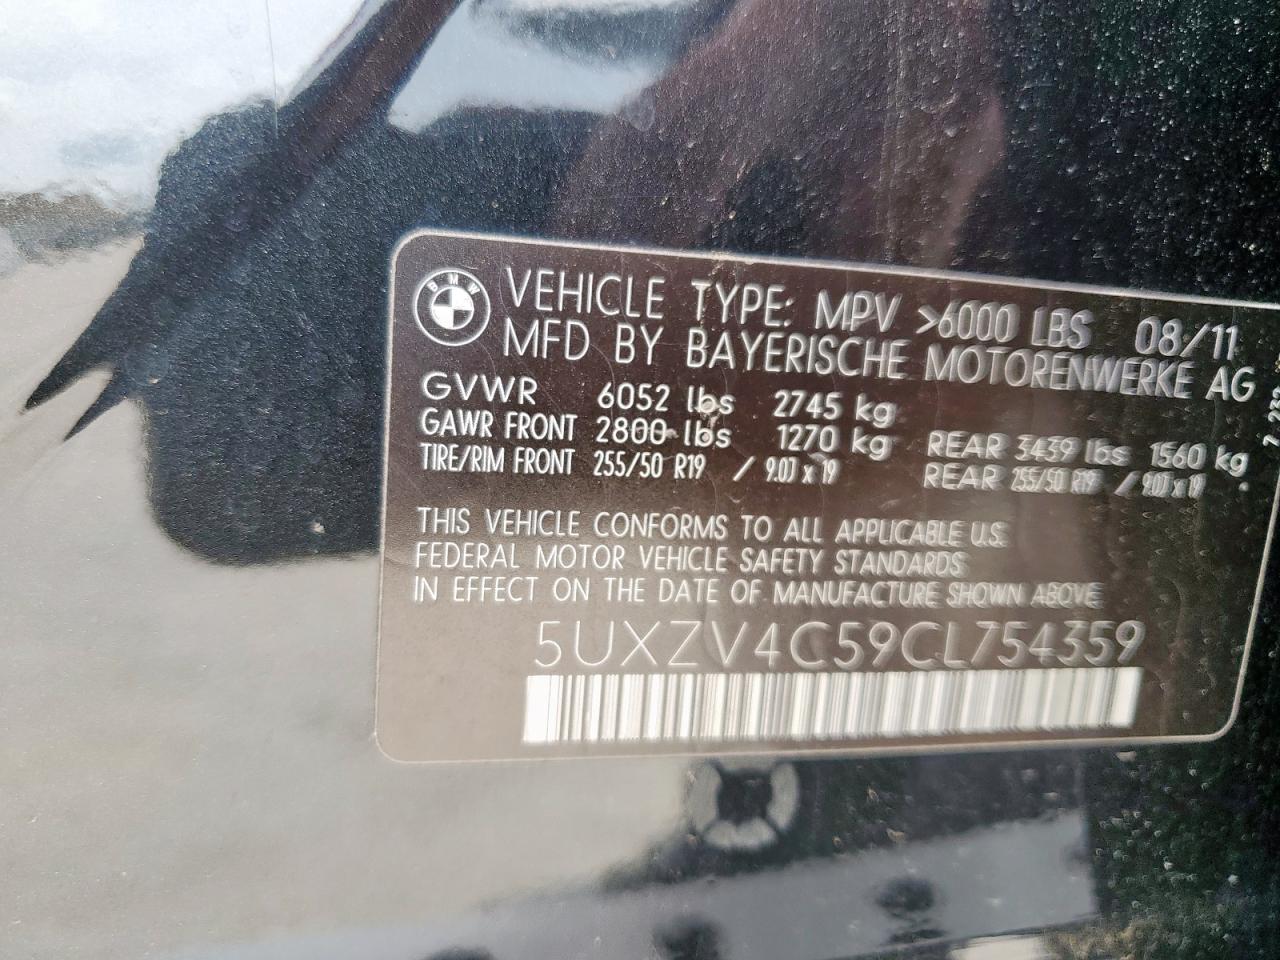 BMW
VEHICLE TYPE: MPV >6000 LBS 08/11
MFD BY BAYERISCHE MOTORENWERKE AG
GVWR 6052 lbs 2745 kg
GAWR FRONT 2800 lbs 1270 kg REAR 3439 lbs 1560 kg
TIRE/RIM FRONT 255/50 R19 / 9.0J x 19 REAR 255/50 R19 / 9.0J x 19
THIS VEHICLE CONFORMS TO ALL APPLICABLE U.S.
FEDERAL MOTOR VEHICLE SAFETY STANDARDS
IN EFFECT ON THE DATE OF MANUFACTURE SHOWN ABOVE
5UXZV4C59CL754359